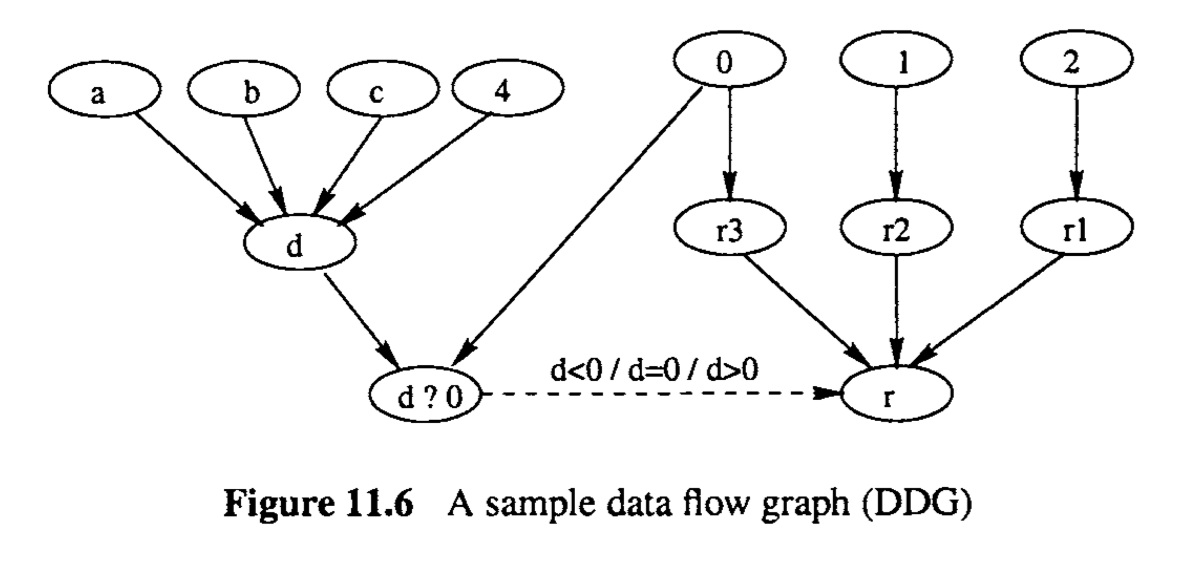 a b c 4 0 1 2
d r3 r2 r1
d<0 / d=0 / d>0
d ? 0 r
Figure 11.6 A sample data flow graph (DDG)